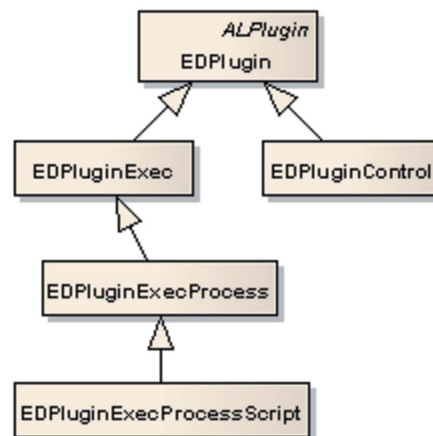 ALPlugin
EDPlugin
EDPluginExec
EDPluginControl
EDPluginExecProcess
EDPluginExecProcessScript